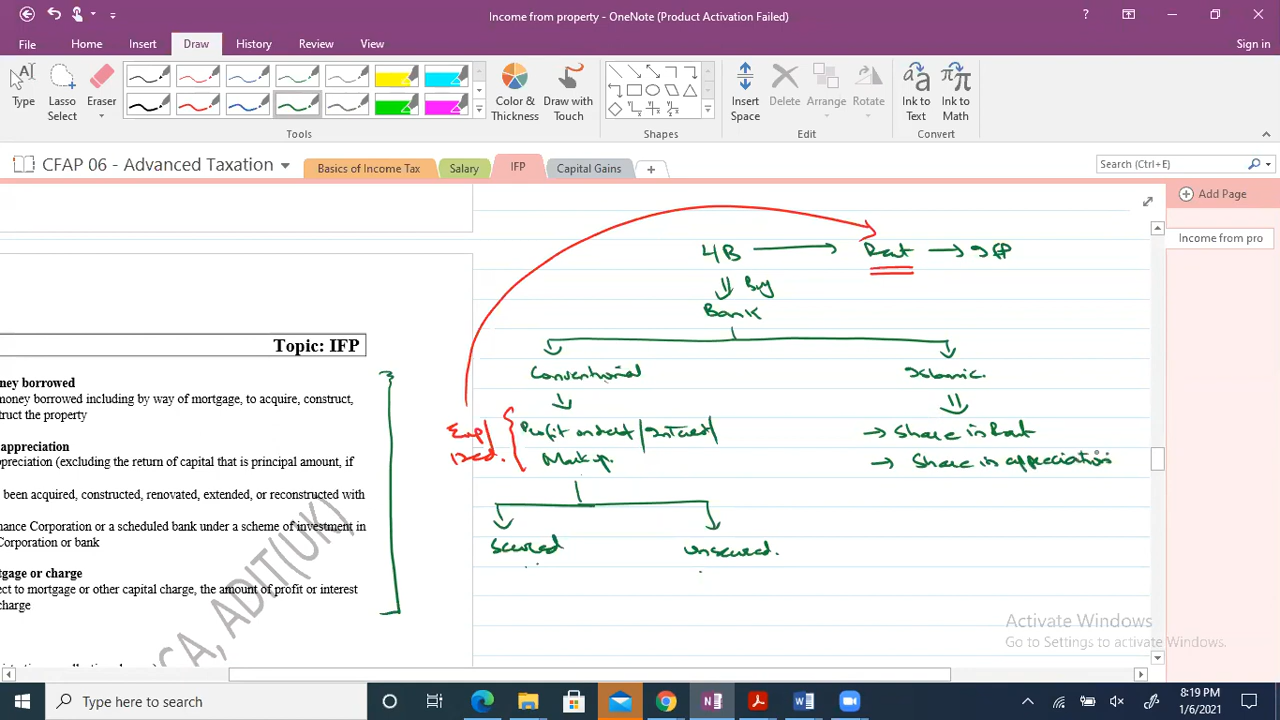 Income from property - OneNote (Product Activation Failed)
File Home Insert Draw History Review View Sign in
Type Lasso Select Eraser Color & Thickness Draw with Touch Insert Space Delete Arrange Rotate Ink to Text Ink to Math
Tools Shapes Edit Convert
CFAP 06 - Advanced Taxation Basics of Income Tax Salary IFP Capital Gains Search (Ctrl+E)
Add Page
Income from pro
HB Rent IFP
Buy
Bank
Topic: IFP
Conventional Islamic.
ney borrowed
money borrowed including by way of mortgage, to acquire, construct,
truct the property
Exp/ Profit on debt/Interest/ Share in Rent
Ded. Markup. Share in appreciation
appreciation
preciation (excluding the return of capital that is principal amount, if
been acquired, constructed, renovated, extended, or reconstructed with
nance Corporation or a scheduled bank under a scheme of investment in
Corporation or bank
Secured unsecured.
tgage or charge
ect to mortgage or other capital charge, the amount of profit or interest
charge
CA, ADIT(UK)
Activate Windows
Go to Settings to activate Windows.
Type here to search
8:19 PM
1/6/2021